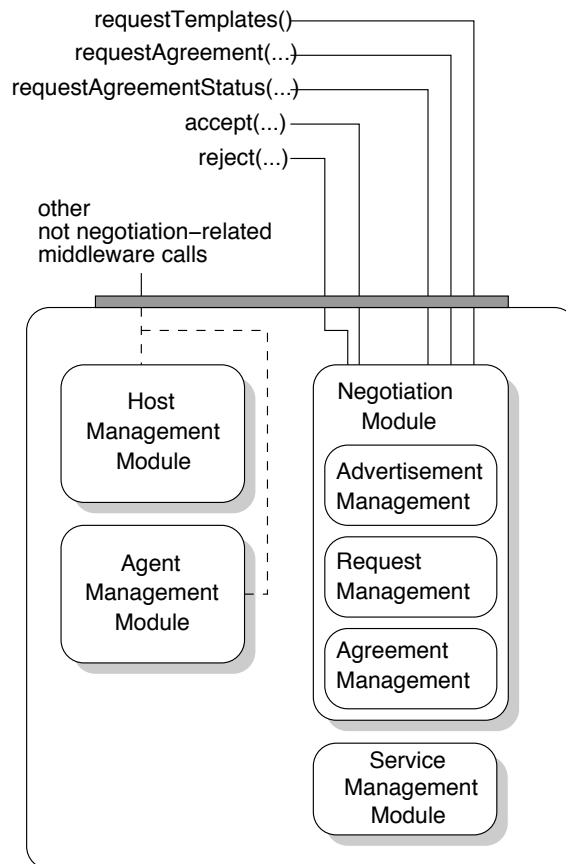 requestTemplates()
requestAgreement(...)
requestAgreementStatus(...)
accept(...)
reject(...)
other
not negotiation−related
middleware calls
Host
Management
Module
Agent
Management
Module
Negotiation
Module
Advertisement
Management
Request
Management
Agreement
Management
Service
Management
Module